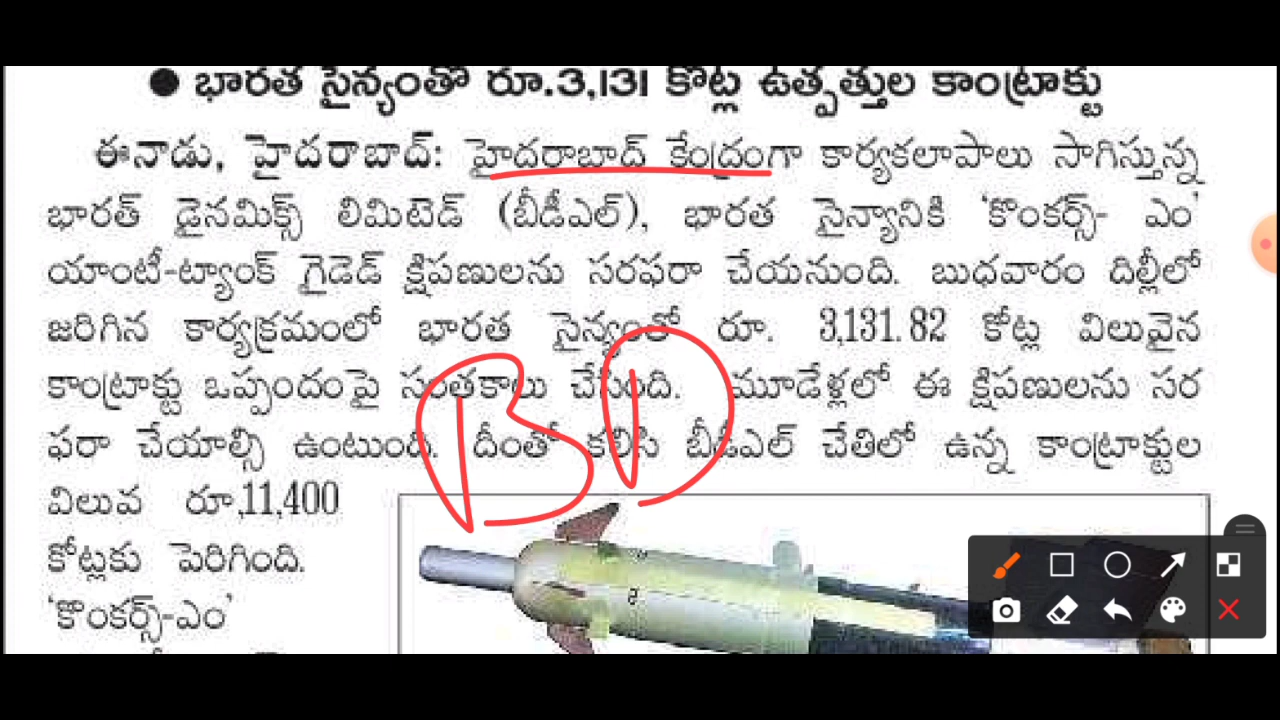 ● భారత సైన్యంతో రూ.3,131 కోట్ల ఉత్పత్తుల కాంట్రాక్టు
ఈనాడు, హైదరాబాద్: హైదరాబాద్ కేంద్రంగా కార్యకలాపాలు సాగిస్తున్న
భారత్ డైనమిక్స్ లిమిటెడ్ (బీడీఎల్), భారత సైన్యానికి ‘కొంకర్స్- ఎం’
యాంటీ-ట్యాంక్ గైడెడ్ క్షిపణులను సరఫరా చేయనుంది. బుధవారం దిల్లీలో
జరిగిన కార్యక్రమంలో భారత సైన్యంతో రూ. 3,131.82 కోట్ల విలువైన
కాంట్రాక్టు ఒప్పందంపై సంతకాలు చేసింది. మూడేళ్లలో ఈ క్షిపణులను సర
ఫరా చేయాల్సి ఉంటుంది. దీంతో కలిసి బీడీఎల్ చేతిలో ఉన్న కాంట్రాక్టుల
BD
విలువ రూ,11,400
కోట్లకు పెరిగింది.
‘కొంకర్స్-ఎం’